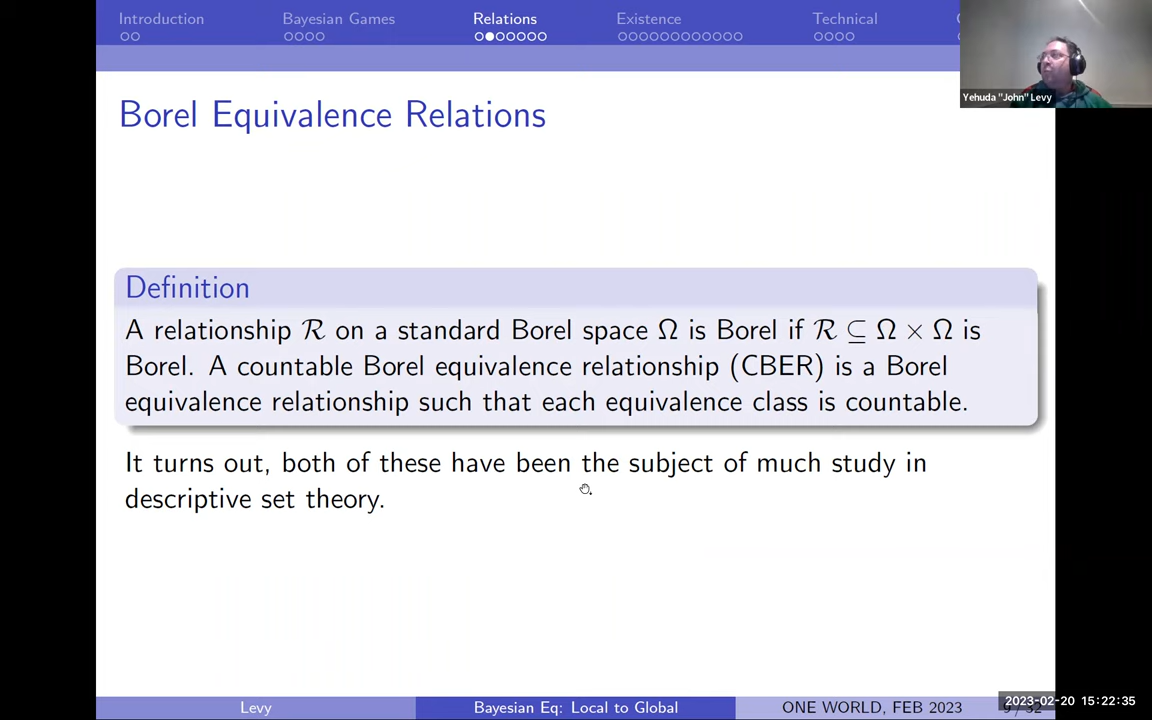 Introduction Bayesian Games Relations Existence Technical
Yehuda "John" Levy
Borel Equivalence Relations
Definition
A relationship ℛ on a standard Borel space Ω is Borel if ℛ ⊆ Ω × Ω is
Borel. A countable Borel equivalence relationship (CBER) is a Borel
equivalence relationship such that each equivalence class is countable.
It turns out, both of these have been the subject of much study in
descriptive set theory.
Levy Bayesian Eq: Local to Global ONE WORLD, FEB 2023
2023-02-20 15:22:35